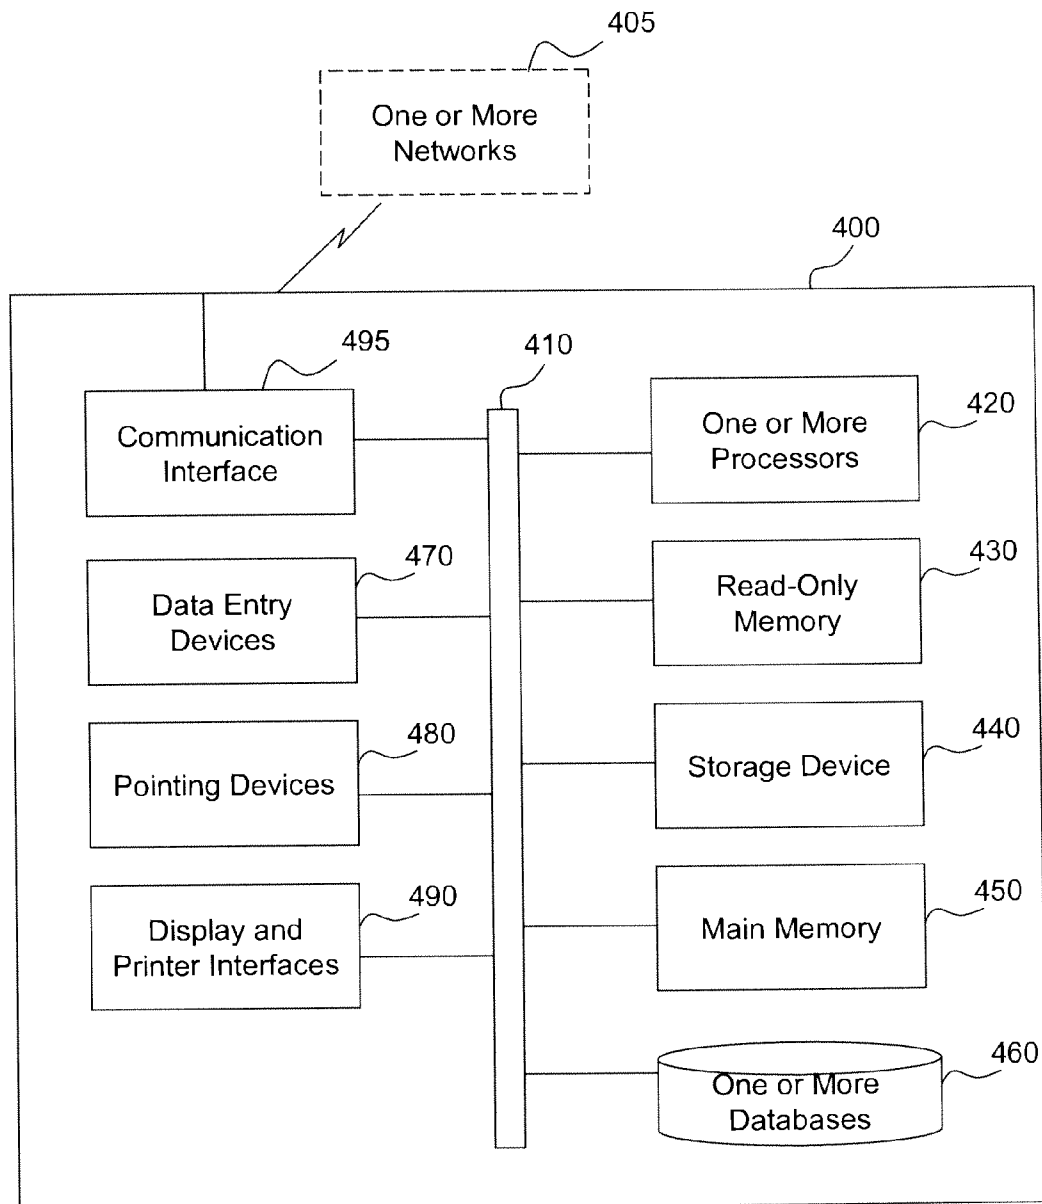 405
One or More
Networks
400
495
410
Communication
Interface
420
One or More
Processors
470
Data Entry
Devices
430
Read-Only
Memory
480
Pointing Devices
440
Storage Device
490
Display and
Printer Interfaces
450
Main Memory
460
One or More
Databases